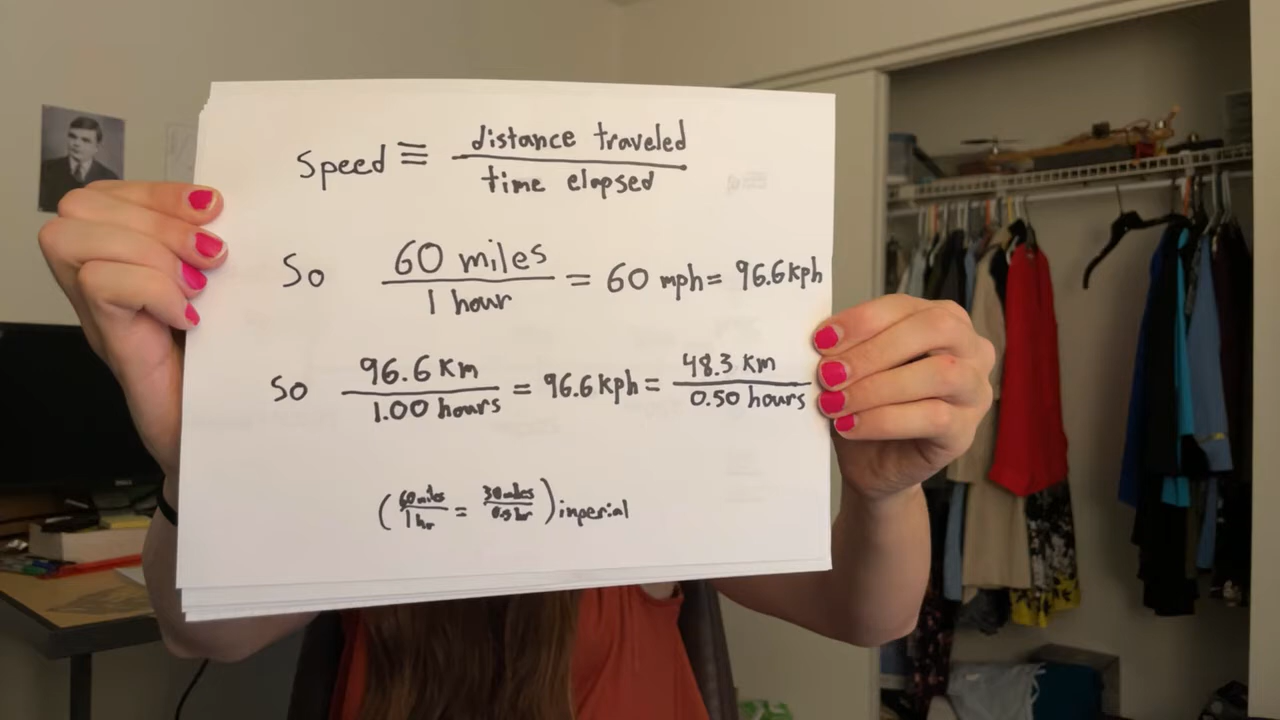 Speed ≡ distance traveled / time elapsed
So 60 miles / 1 hour = 60 mph = 96.6 kph
So 96.6 km / 1.00 hours = 96.6 kph = 48.3 km / 0.50 hours
(60 miles / 1 hr = 30 miles / 0.5 hr) imperial